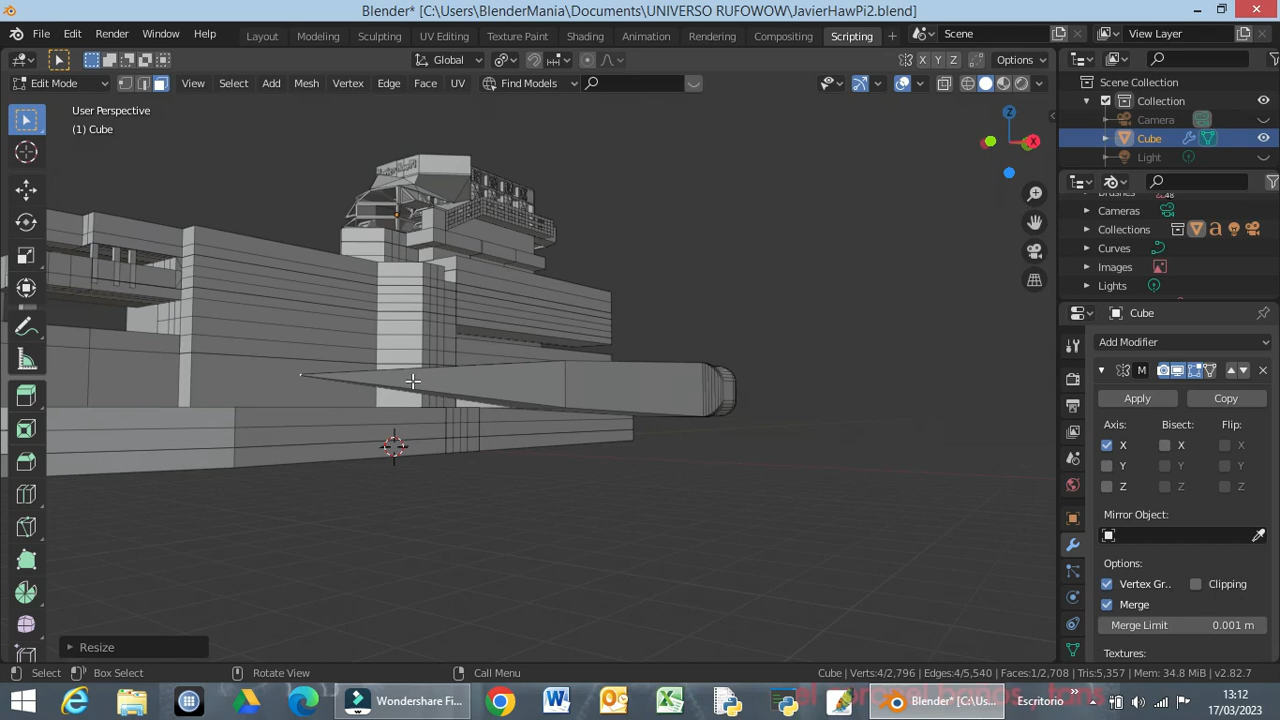 Blender* [C:\Users\BlenderMania\Documents\UNIVERSO RUFOWOW\JavierHawPi2.blend]
File Edit Render Window Help Layout Modeling Sculpting UV Editing Texture Paint Shading Animation Rendering Compositing Scripting Scene View Layer
Global X Y Z Options
Edit Mode View Select Add Mesh Vertex Edge Face UV Find Models
Scene Collection
Collection
Camera
Cube
Light
User Perspective
(1) Cube
Z
X
48
Cameras
Collections
Curves
Images
Lights
Cube
Add Modifier
M
Apply Copy
Axis: Bisect: Flip:
X X X
Y Y Y
Z Z Z
Mirror Object:
Options:
Vertex Gr.. Clipping
Merge
Merge Limit 0.001 m
Textures:
Resize
Select Box Select Rotate View Call Menu Cube | Verts:4/2,796 | Edges:4/5,540 | Faces:1/2,708 | Tris:5,357 | Mem: 34.8 MiB | v2.82.7
Wondershare Fi... Blender* [C:\Us... Escritorio
13:12
17/03/2023